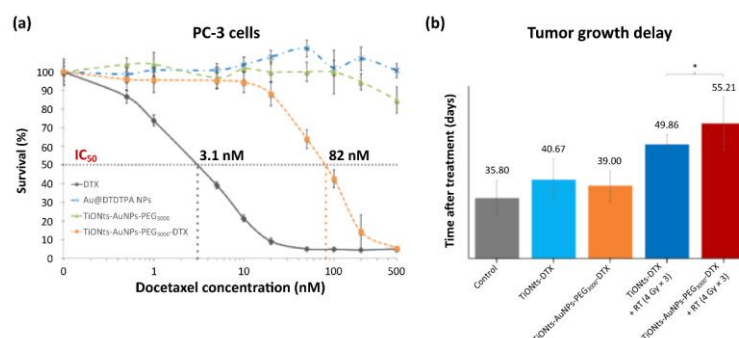 (a)
PC-3 cells
Survival (%)
100
90
80
70
60
50
50
40
30
20
10
0
IC50
3.1 nM
82 nM
DTX
Au@DTDTPA NPs
TiONts-AuNPs-PEG3000
TiONts-AuNPs-PEG3000-DTX
0
1
10
100
500
Docetaxel concentration (nM)
(b)
Tumor growth delay
Time after treatment (days)
35.80
40.67
39.00
49.86
*
55.21
Control
TiONts-DTX
TiONts-AuNPs-PEG3000-DTX
TiONts-DTX
+ RT (4 Gy × 3)
TiONts-AuNPs-PEG3000-DTX
+ RT (4 Gy × 3)